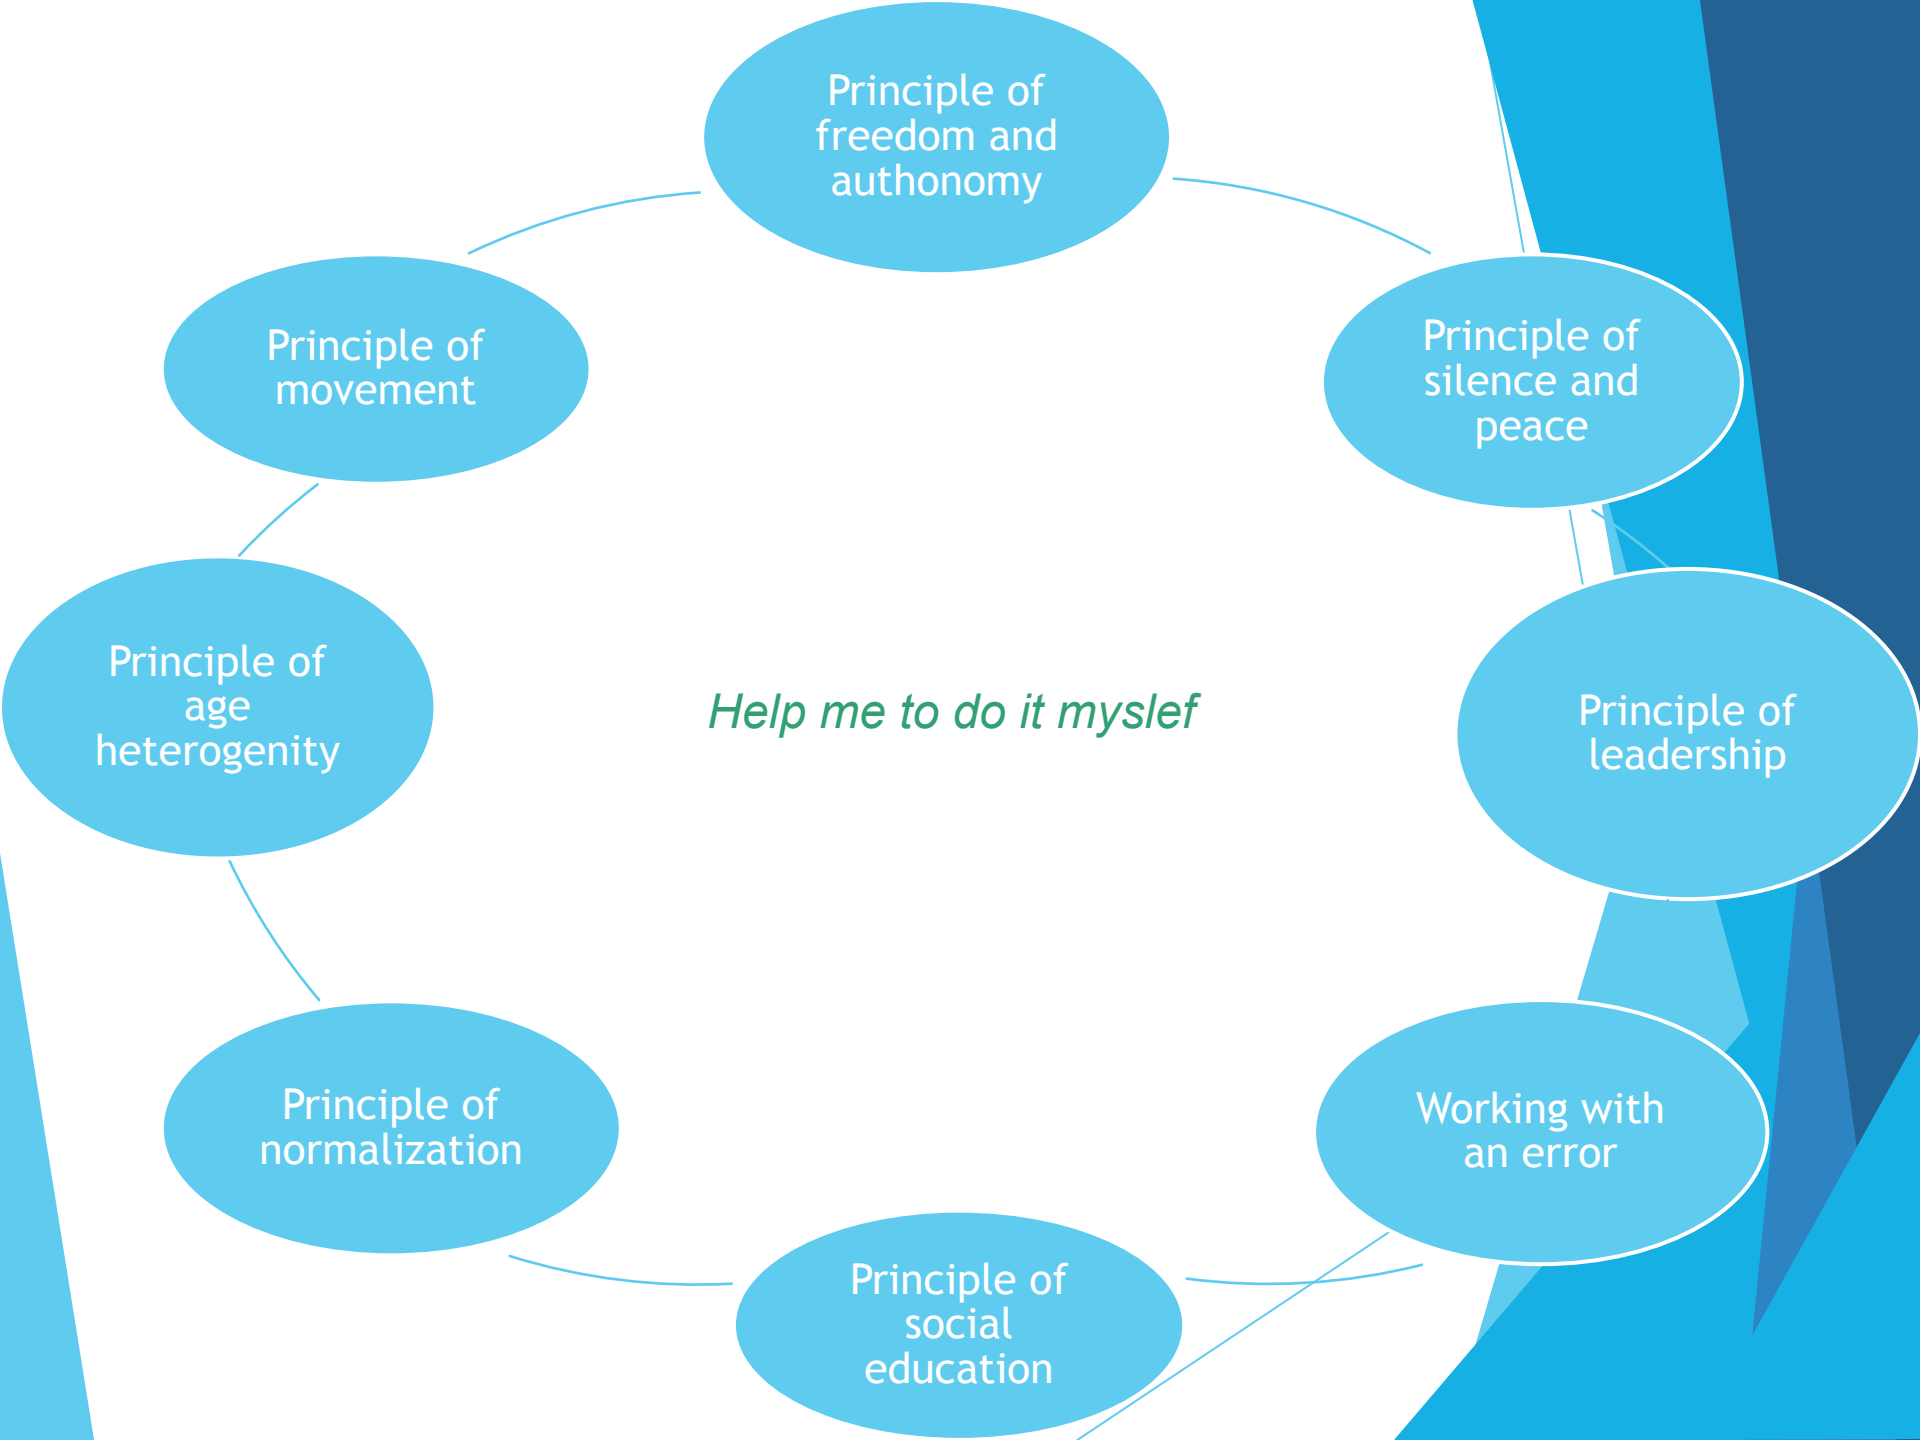 Principle of
freedom and
authonomy
Principle of
silence and
peace
Principle of
leadership
Working with
an error
Principle of
social
education
Principle of
normalization
Principle of
age
heterogenity
Principle of
movement
Help me to do it myslef